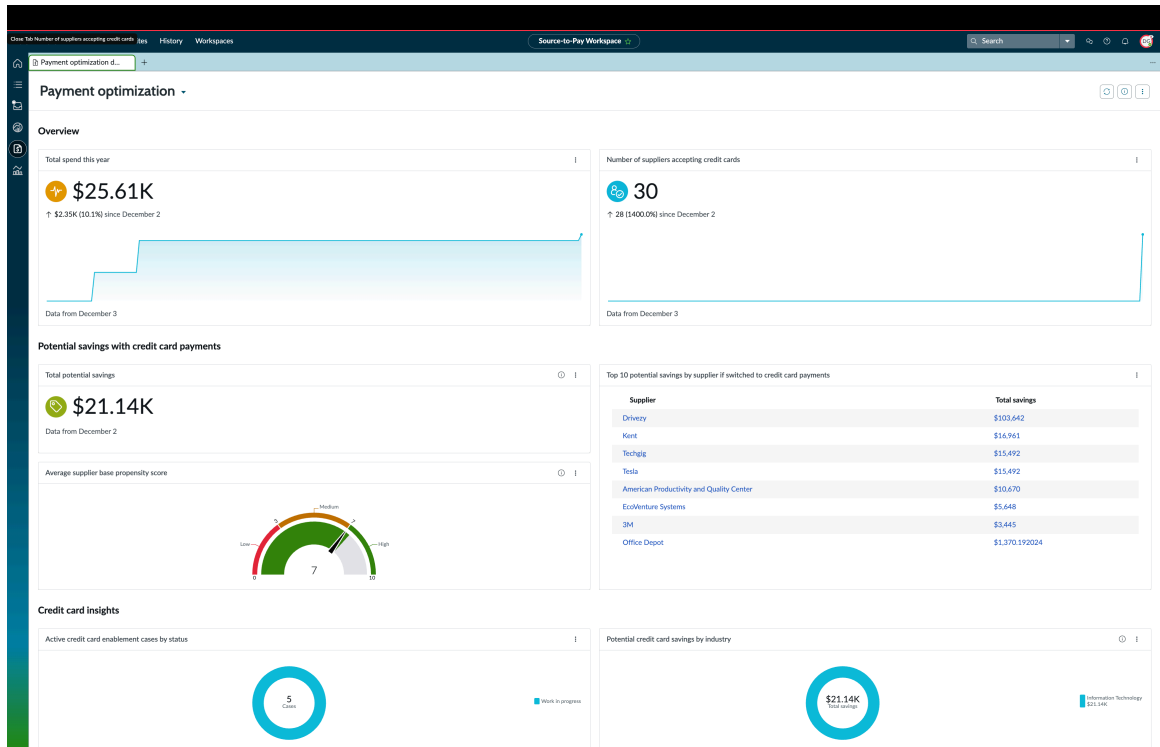 Close Tab Number of suppliers accepting credit cards
ites History Workspaces
Source-to-Pay Workspace
Search
Payment optimization d...
Payment optimization
Overview
Total spend this year
$25.61K
↑ $2.35K (10.1%) since December 2
Data from December 3
Number of suppliers accepting credit cards
30
↑ 28 (1400.0%) since December 2
Data from December 3
Potential savings with credit card payments
Total potential savings
$21.14K
Data from December 2
Average supplier base propensity score
Medium
5 7
Low High
7
0 10
Top 10 potential savings by supplier if switched to credit card payments
Supplier Total savings
Drivezy $103,642
Kent $16,961
Techgig $15,492
Tesla $15,492
American Productivity and Quality Center $10,670
EcoVenture Systems $5,648
3M $3,445
Office Depot $1,370.192024
Credit card insights
Active credit card enablement cases by status
5
Cases
Work in progress
Potential credit card savings by industry
$21.14K
Total savings
Information Technology
$21.14K